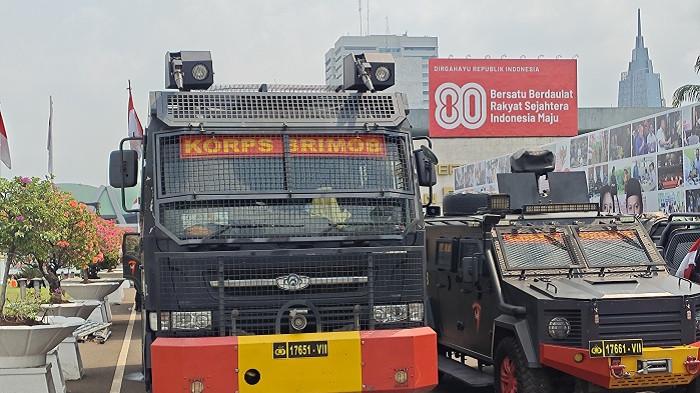 DIRGAHAYU REPUBLIK INDONESIA
80
Bersatu Berdaulat
Rakyat Sejahtera
Indonesia Maju
KORPS BRIMOB
17651-VII
17661-VII